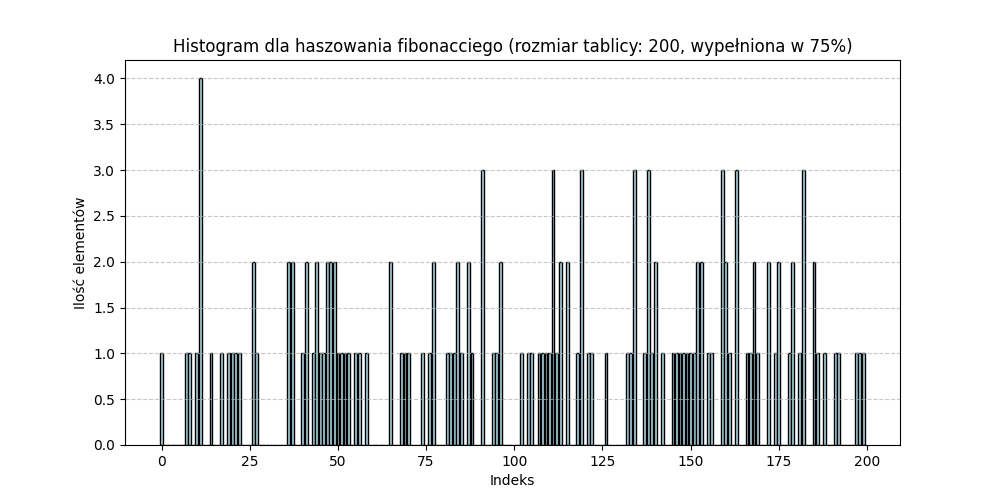 Histogram dla haszowania fibonacciego (rozmiar tablicy: 200, wypełniona w 75%)
4.0
3.5
3.0
2.5
2.0
1.5
1.0
0.5
0.0
Ilość elementów
0 25 50 75 100 125 150 175 200
Indeks